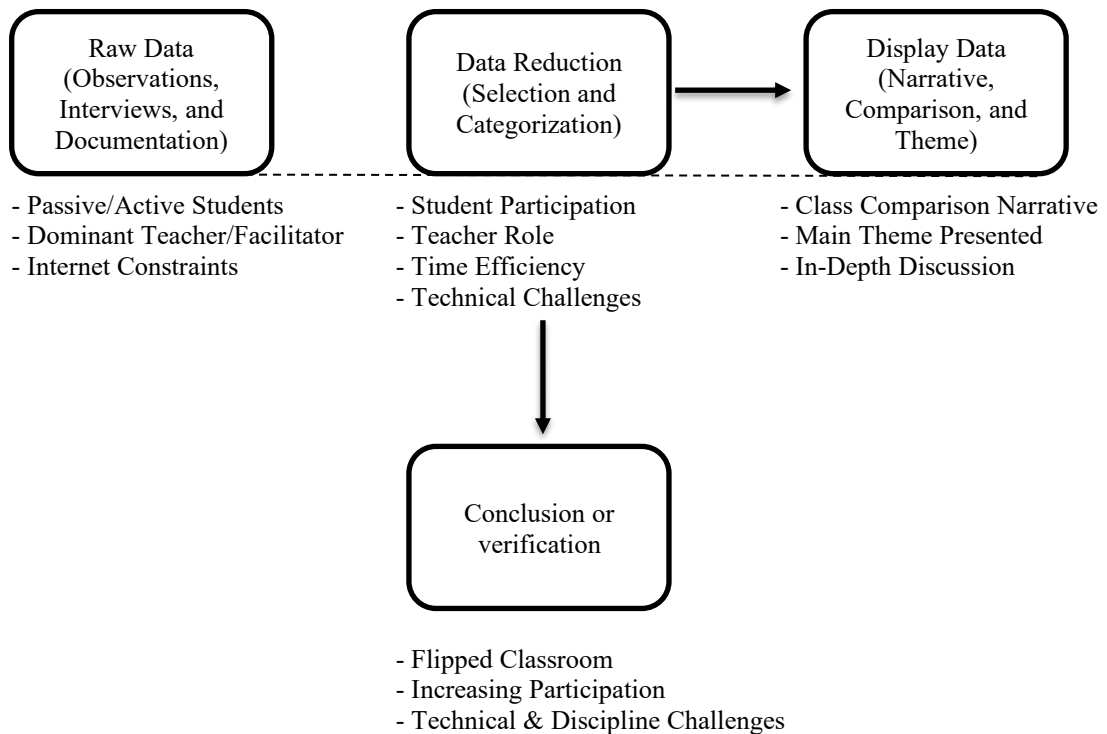 Raw Data
(Observations,
Interviews, and
Documentation)
Data Reduction
(Selection and
Categorization)
Display Data
(Narrative,
Comparison, and
Theme)
- Passive/Active Students
- Dominant Teacher/Facilitator
- Internet Constraints
- Student Participation
- Teacher Role
- Time Efficiency
- Technical Challenges
- Class Comparison Narrative
- Main Theme Presented
- In-Depth Discussion
Conclusion or
verification
- Flipped Classroom
- Increasing Participation
- Technical & Discipline Challenges